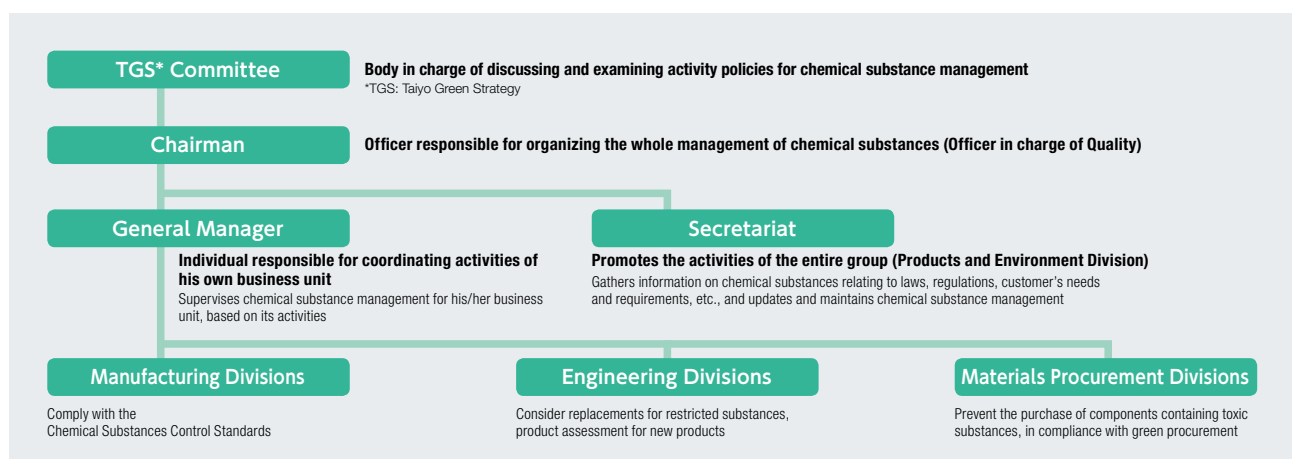 TGS* Committee
Body in charge of discussing and examining activity policies for chemical substance management
*TGS: Taiyo Green Strategy
Chairman
Officer responsible for organizing the whole management of chemical substances (Officer in charge of Quality)
General Manager
Individual responsible for coordinating activities of
his own business unit
Supervises chemical substance management for his/her business
unit, based on its activities
Secretariat
Promotes the activities of the entire group (Products and Environment Division)
Gathers information on chemical substances relating to laws, regulations, customer's needs
and requirements, etc., and updates and maintains chemical substance management
Manufacturing Divisions
Comply with the
Chemical Substances Control Standards
Engineering Divisions
Consider replacements for restricted substances,
product assessment for new products
Materials Procurement Divisions
Prevent the purchase of components containing toxic
substances, in compliance with green procurement